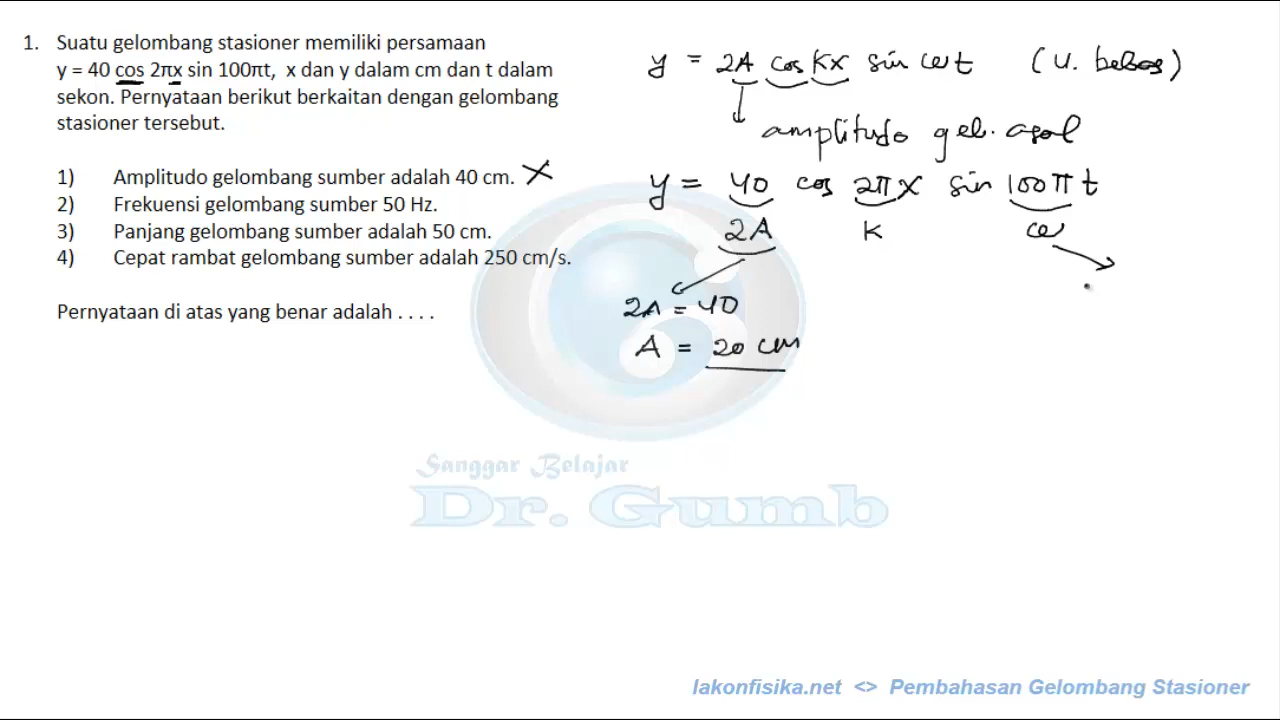 1. Suatu gelombang stasioner memiliki persamaan
y = 40 cos 2πx sin 100πt, x dan y dalam cm dan t dalam
sekon. Pernyataan berikut berkaitan dengan gelombang
stasioner tersebut.
1) Amplitudo gelombang sumber adalah 40 cm. X
2) Frekuensi gelombang sumber 50 Hz.
3) Panjang gelombang sumber adalah 50 cm.
4) Cepat rambat gelombang sumber adalah 250 cm/s.
Pernyataan di atas yang benar adalah . . . .
y = 2A cos kx sin ωt (u. bebas)
amplitudo gel. asal
y = 40 cos 2πx sin 100πt
2A k ω
2A = 40
A = 20 cm
Sanggar Belajar
Dr. Gumb
lakonfisika.net <> Pembahasan Gelombang Stasioner